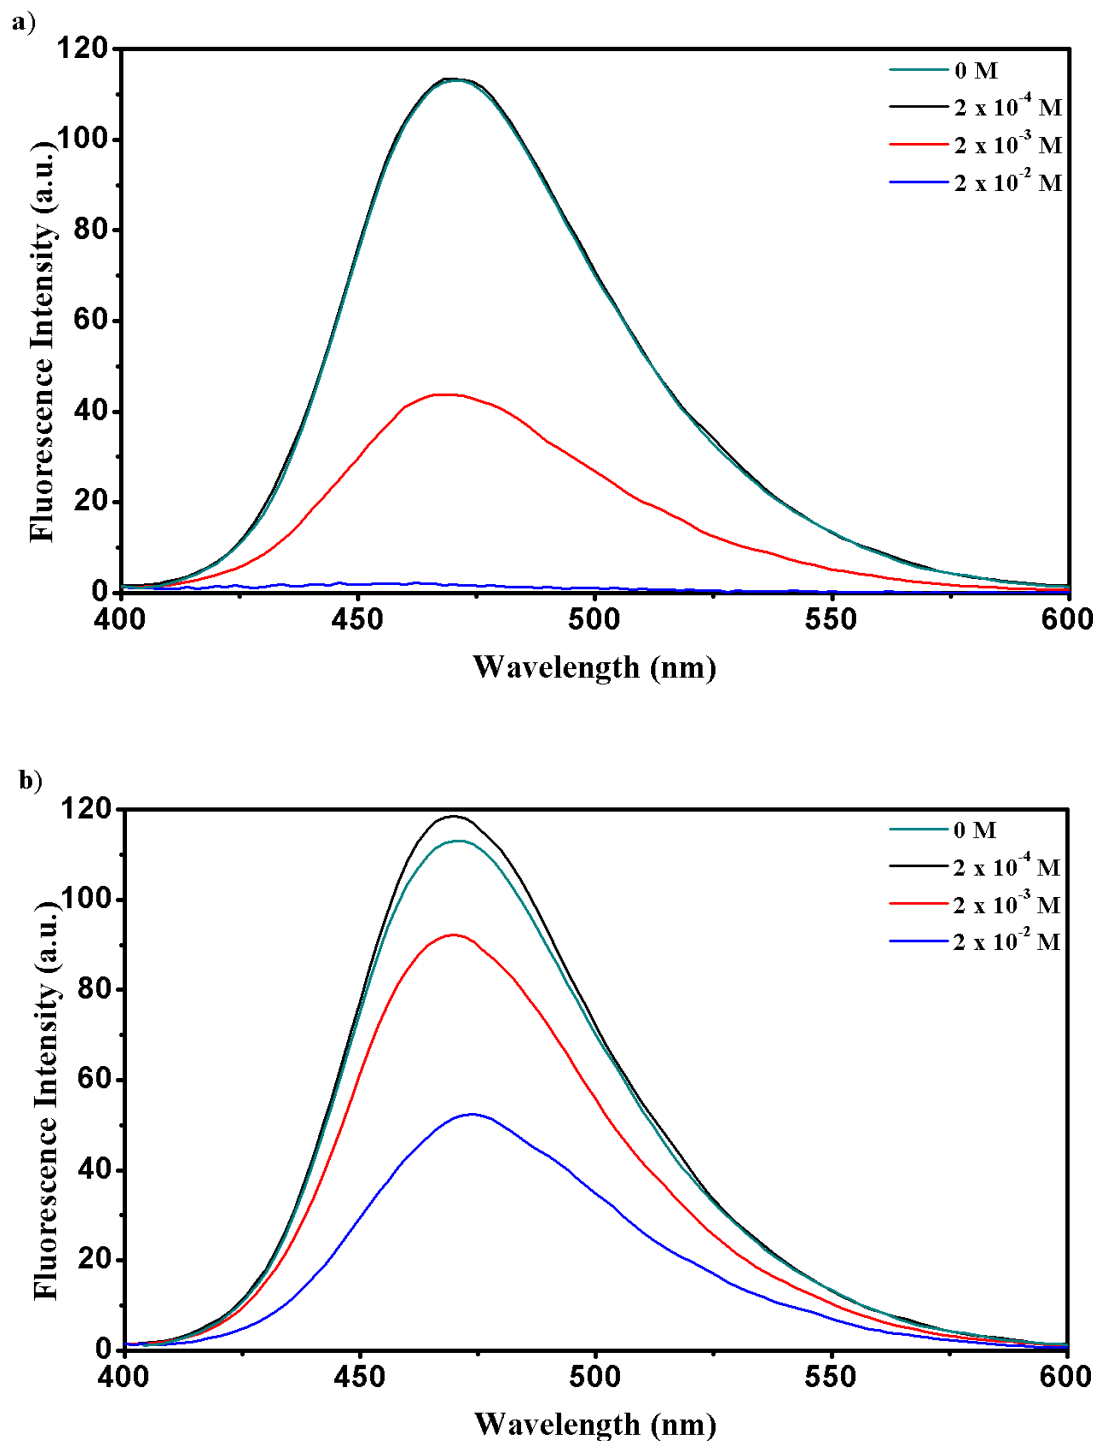 a)
120
100
80
60
40
20
0
0 M
2 x 10⁻⁴ M
2 x 10⁻³ M
2 x 10⁻² M
Fluorescence Intensity (a.u.)
400 450 500 550 600
Wavelength (nm)
b)
120
100
80
60
40
20
0
0 M
2 x 10⁻⁴ M
2 x 10⁻³ M
2 x 10⁻² M
Fluorescence Intensity (a.u.)
400 450 500 550 600
Wavelength (nm)